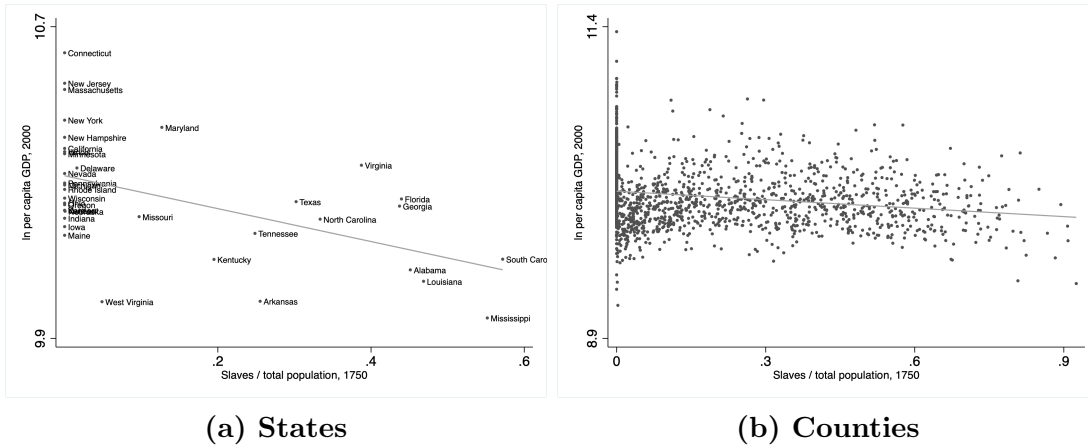 10.7
Connecticut
New Jersey
Massachusetts
New York
Maryland
New Hampshire
California
Minnesota
Virginia
Delaware
Nevada
Pennsylvania
Rhode Island
Wisconsin
Texas
Florida
Georgia
Missouri
Indiana
North Carolina
Iowa
Tennessee
Maine
Kentucky
South Caro
Alabama
Louisiana
West Virginia
Arkansas
Mississippi
9.9
ln per capita GDP, 2000
.2 .4 .6
Slaves / total population, 1750
(a) States
11.4
ln per capita GDP, 2000
8.9
0 .3 .6 .9
Slaves / total population, 1750
(b) Counties